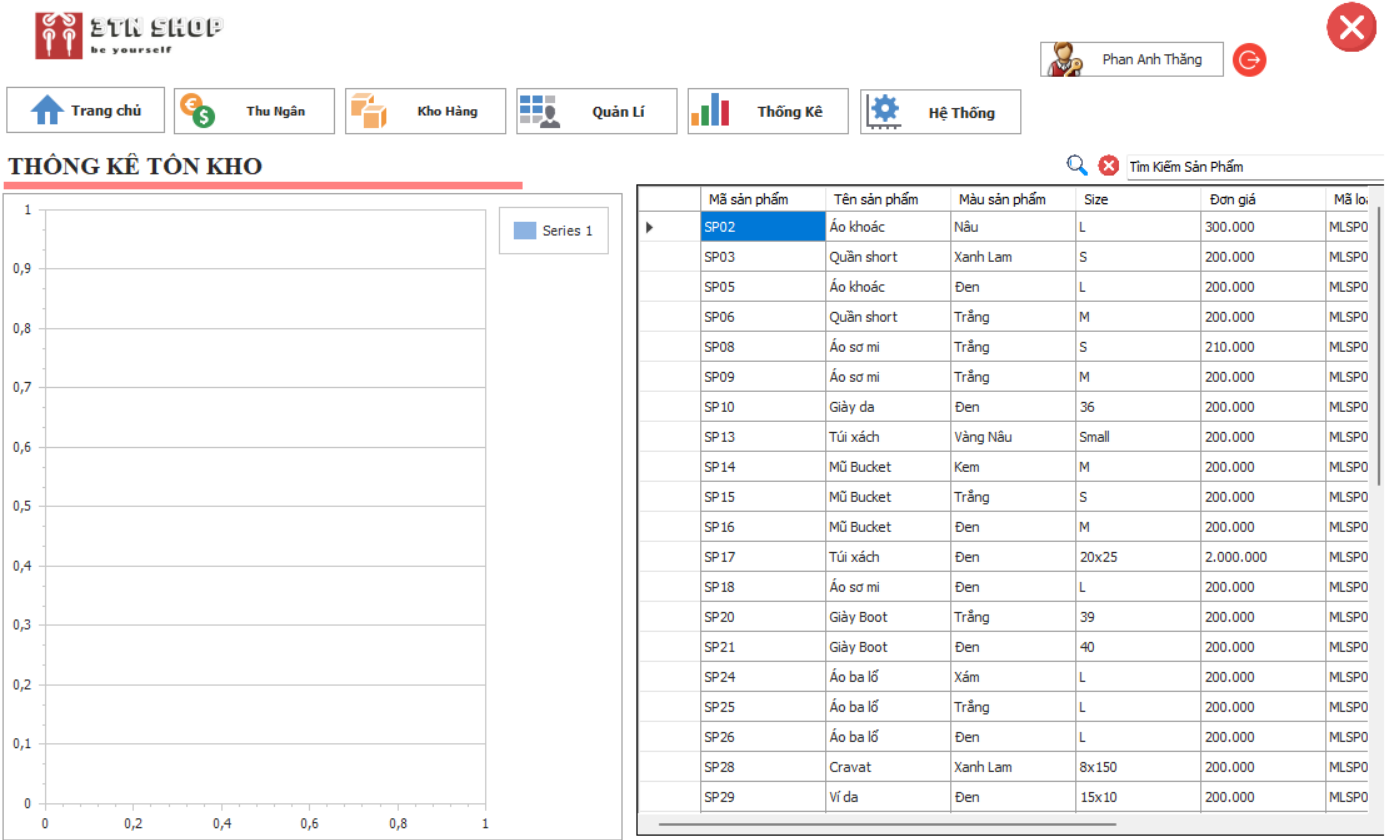 3TN SHOP
be yourself
Phan Anh Thăng
Trang chủ
Thu Ngân
Kho Hàng
Quản Lí
Thống Kê
Hệ Thống
THỐNG KÊ TỒN KHO
Tìm Kiếm Sản Phẩm
1
0,9
0,8
0,7
0,6
0,5
0,4
0,3
0,2
0,1
0
0 0,2 0,4 0,6 0,8 1
Series 1
Mã sản phẩm Tên sản phẩm Màu sản phẩm Size Đơn giá Mã lo
SP02 Áo khoác Nâu L 300.000 MLSP0
SP03 Quần short Xanh Lam S 200.000 MLSP0
SP05 Áo khoác Đen L 200.000 MLSP0
SP06 Quần short Trắng M 200.000 MLSP0
SP08 Áo sơ mi Trắng S 210.000 MLSP0
SP09 Áo sơ mi Trắng M 200.000 MLSP0
SP10 Giày da Đen 36 200.000 MLSP0
SP13 Túi xách Vàng Nâu Small 200.000 MLSP0
SP14 Mũ Bucket Kem M 200.000 MLSP0
SP15 Mũ Bucket Trắng S 200.000 MLSP0
SP16 Mũ Bucket Đen M 200.000 MLSP0
SP17 Túi xách Đen 20x25 2.000.000 MLSP0
SP18 Áo sơ mi Đen L 200.000 MLSP0
SP20 Giày Boot Trắng 39 200.000 MLSP0
SP21 Giày Boot Đen 40 200.000 MLSP0
SP24 Áo ba lổ Xám L 200.000 MLSP0
SP25 Áo ba lổ Trắng L 200.000 MLSP0
SP26 Áo ba lổ Đen L 200.000 MLSP0
SP28 Cravat Xanh Lam 8x150 200.000 MLSP0
SP29 Ví da Đen 15x10 200.000 MLSP0